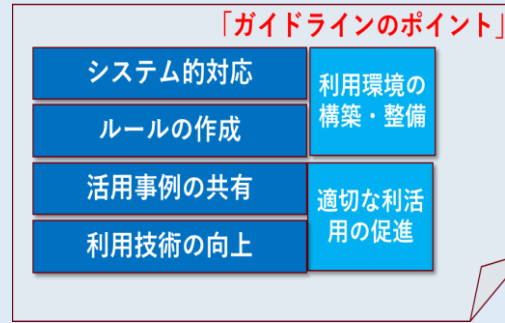 「ガイドラインのポイント」
システム的対応
ルールの作成
利用環境の
構築・整備
活用事例の共有
利用技術の向上
適切な利活
用の促進